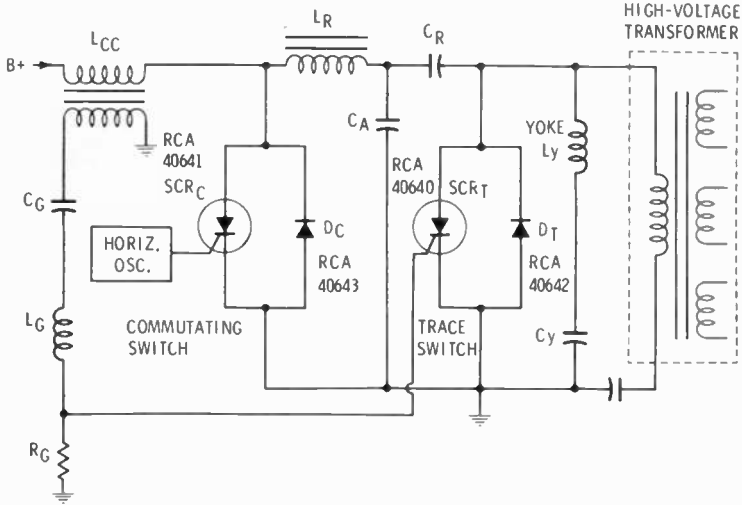 HIGH-VOLTAGE
TRANSFORMER
LCC
B+
LR
CR
CA
RCA
40641
SCRC
DC
RCA
40643
RCA
40640
SCRT
DT
RCA
40642
YOKE
Ly
Cy
CG
HORIZ.
OSC.
LG
COMMUTATING
SWITCH
TRACE
SWITCH
RG